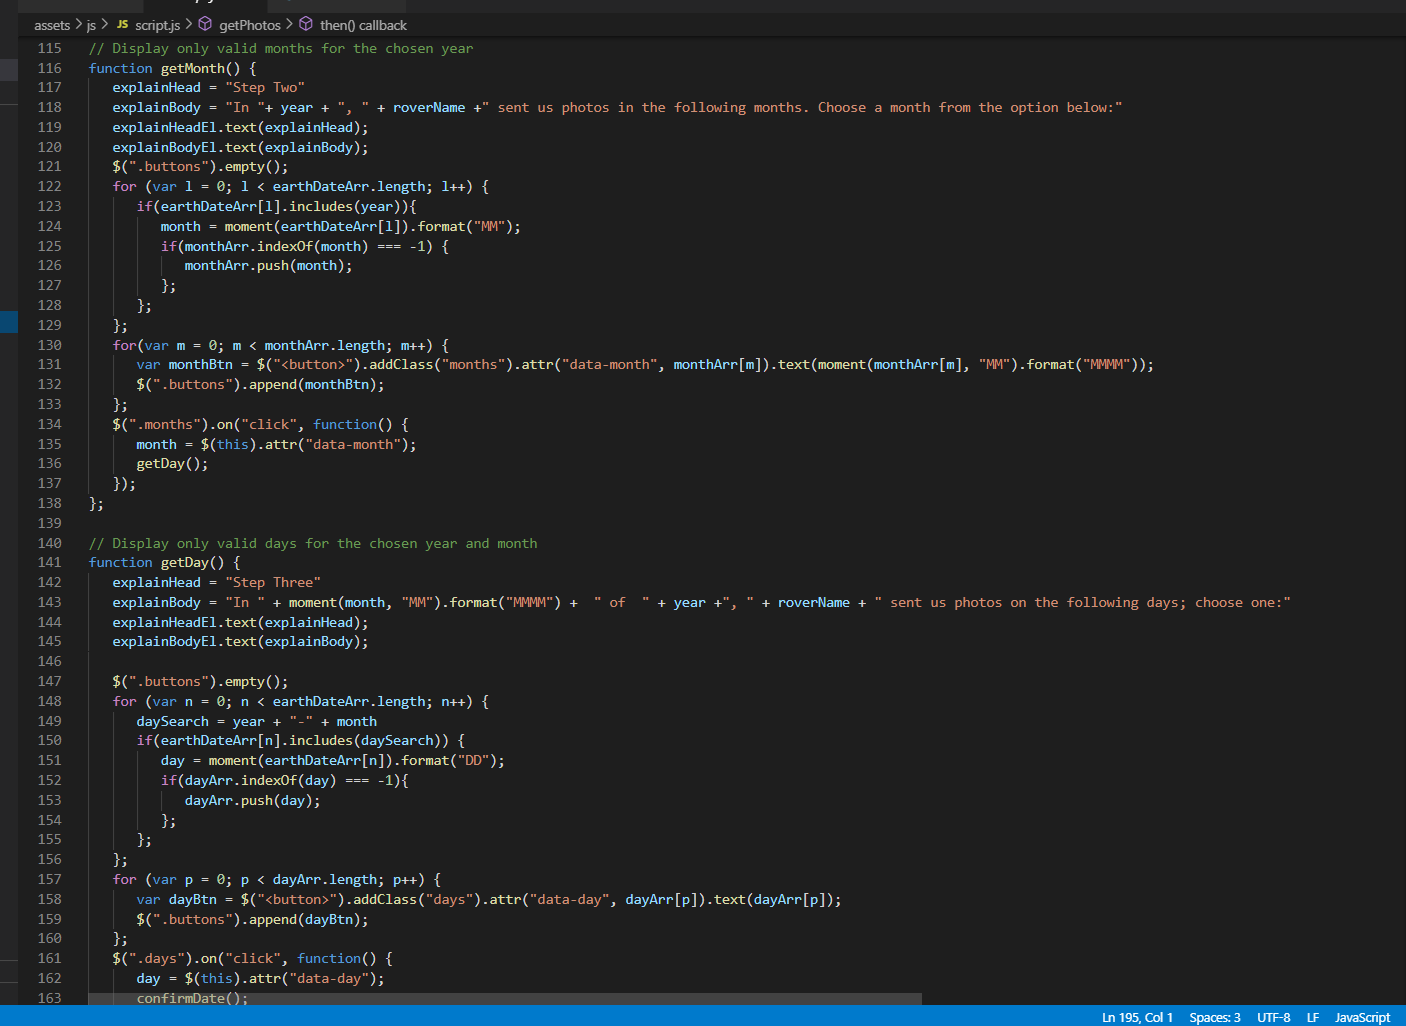 assets > js > JS script.js > getPhotos > then() callback
115 // Display only valid months for the chosen year
116 function getMonth() {
117 explainHead = "Step Two"
118 explainBody = "In "+ year + ", " + roverName +" sent us photos in the following months. Choose a month from the option below:"
119 explainHeadEl.text(explainHead);
120 explainBodyEl.text(explainBody);
121 $(".buttons").empty();
122 for (var l = 0; l < earthDateArr.length; l++) {
123 if(earthDateArr[l].includes(year)){
124 month = moment(earthDateArr[l]).format("MM");
125 if(monthArr.indexOf(month) === -1) {
126 monthArr.push(month);
127 };
128 };
129 };
130 for(var m = 0; m < monthArr.length; m++) {
131 var monthBtn = $("<button>").addClass("months").attr("data-month", monthArr[m]).text(moment(monthArr[m], "MM").format("MMMM"));
132 $(".buttons").append(monthBtn);
133 };
134 $(".months").on("click", function() {
135 month = $(this).attr("data-month");
136 getDay();
137 });
138 };
139
140 // Display only valid days for the chosen year and month
141 function getDay() {
142 explainHead = "Step Three"
143 explainBody = "In " + moment(month, "MM").format("MMMM") +  " of  " + year +", " + roverName + " sent us photos on the following days; choose one:"
144 explainHeadEl.text(explainHead);
145 explainBodyEl.text(explainBody);
146
147 $(".buttons").empty();
148 for (var n = 0; n < earthDateArr.length; n++) {
149 daySearch = year + "-" + month
150 if(earthDateArr[n].includes(daySearch)) {
151 day = moment(earthDateArr[n]).format("DD");
152 if(dayArr.indexOf(day) === -1){
153 dayArr.push(day);
154 };
155 };
156 };
157 for (var p = 0; p < dayArr.length; p++) {
158 var dayBtn = $("<button>").addClass("days").attr("data-day", dayArr[p]).text(dayArr[p]);
159 $(".buttons").append(dayBtn);
160 };
161 $(".days").on("click", function() {
162 day = $(this).attr("data-day");
163 confirmDate();
Ln 195, Col 1 Spaces: 3 UTF-8 LF JavaScript